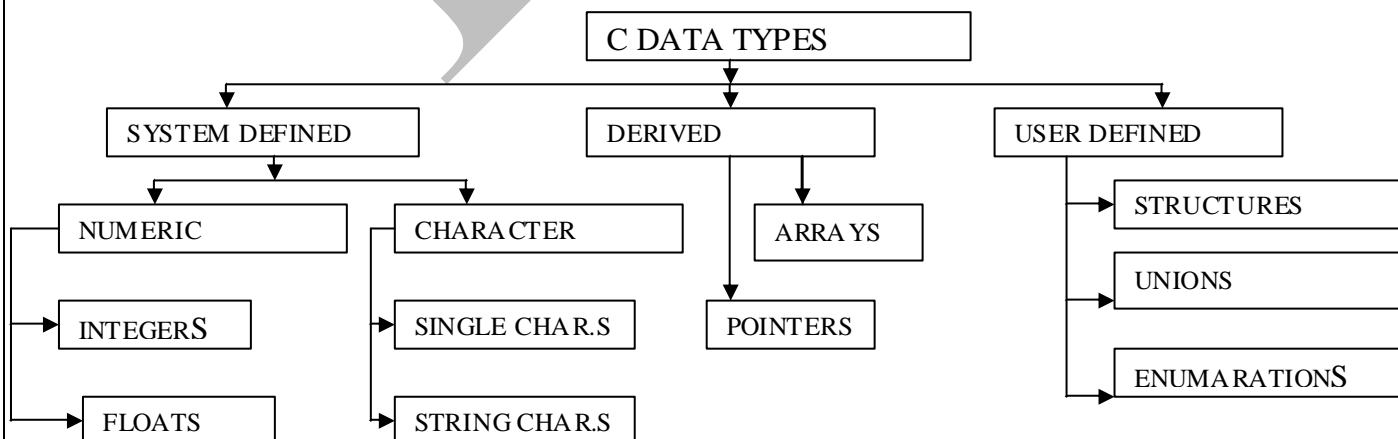 C DATA TYPES
SYSTEM DEFINED
DERIVED
USER DEFINED
NUMERIC
CHARACTER
ARRAYS
STRUCTURES
UNIONS
INTEGERS
SINGLE CHAR.S
POINTERS
ENUMARATIONS
FLOATS
STRING CHAR.S